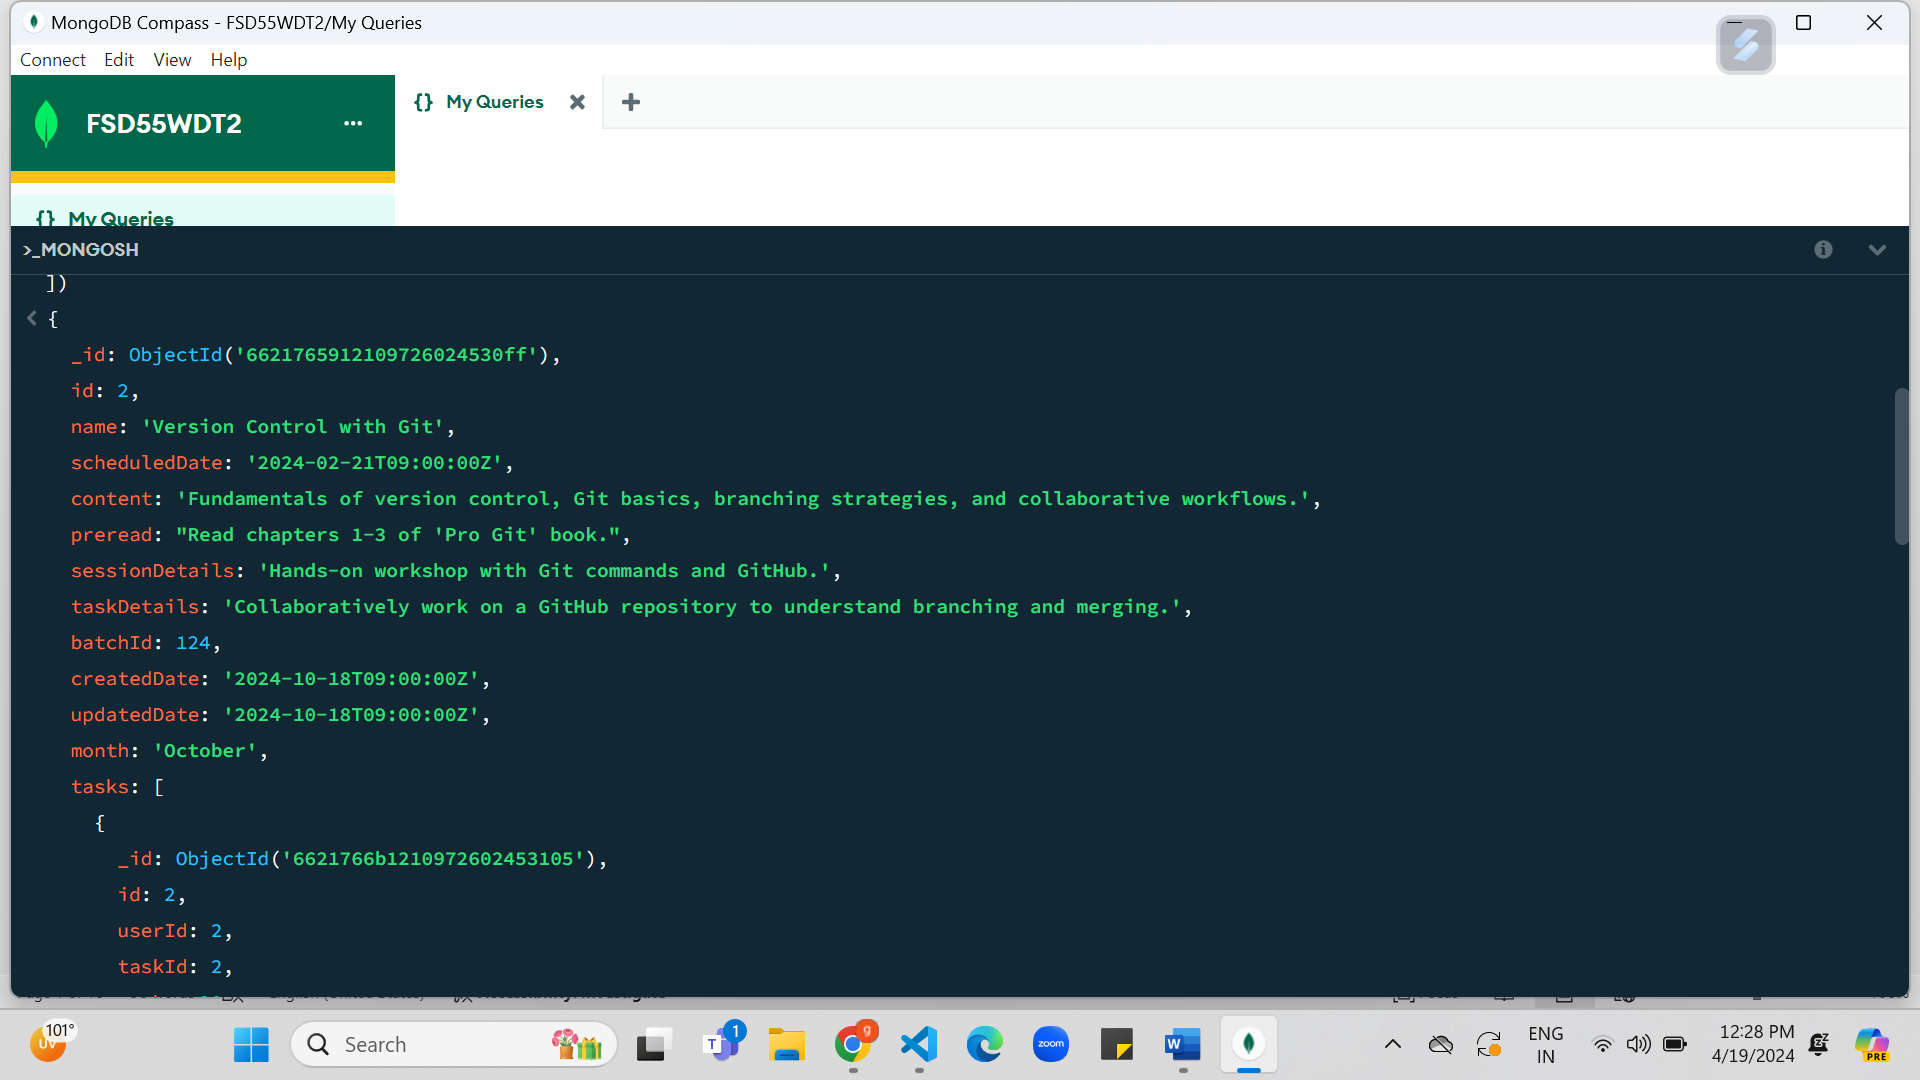 MongoDB Compass - FSD55WDT2/My Queries
Connect Edit View Help
FSD55WDT2 ...
{} My Queries
{} My Queries
>_MONGOSH
])
{
_id: ObjectId('6621765912109726024530ff'),
id: 2,
name: 'Version Control with Git',
scheduledDate: '2024-02-21T09:00:00Z',
content: 'Fundamentals of version control, Git basics, branching strategies, and collaborative workflows.',
preread: "Read chapters 1-3 of 'Pro Git' book.",
sessionDetails: 'Hands-on workshop with Git commands and GitHub.',
taskDetails: 'Collaboratively work on a GitHub repository to understand branching and merging.',
batchId: 124,
createdDate: '2024-10-18T09:00:00Z',
updatedDate: '2024-10-18T09:00:00Z',
month: 'October',
tasks: [
{
_id: ObjectId('6621766b1210972602453105'),
id: 2,
userId: 2,
taskId: 2,
101°
UV
Search
T
1
g
zoom
W
ENG
IN
12:28 PM
4/19/2024
PRE